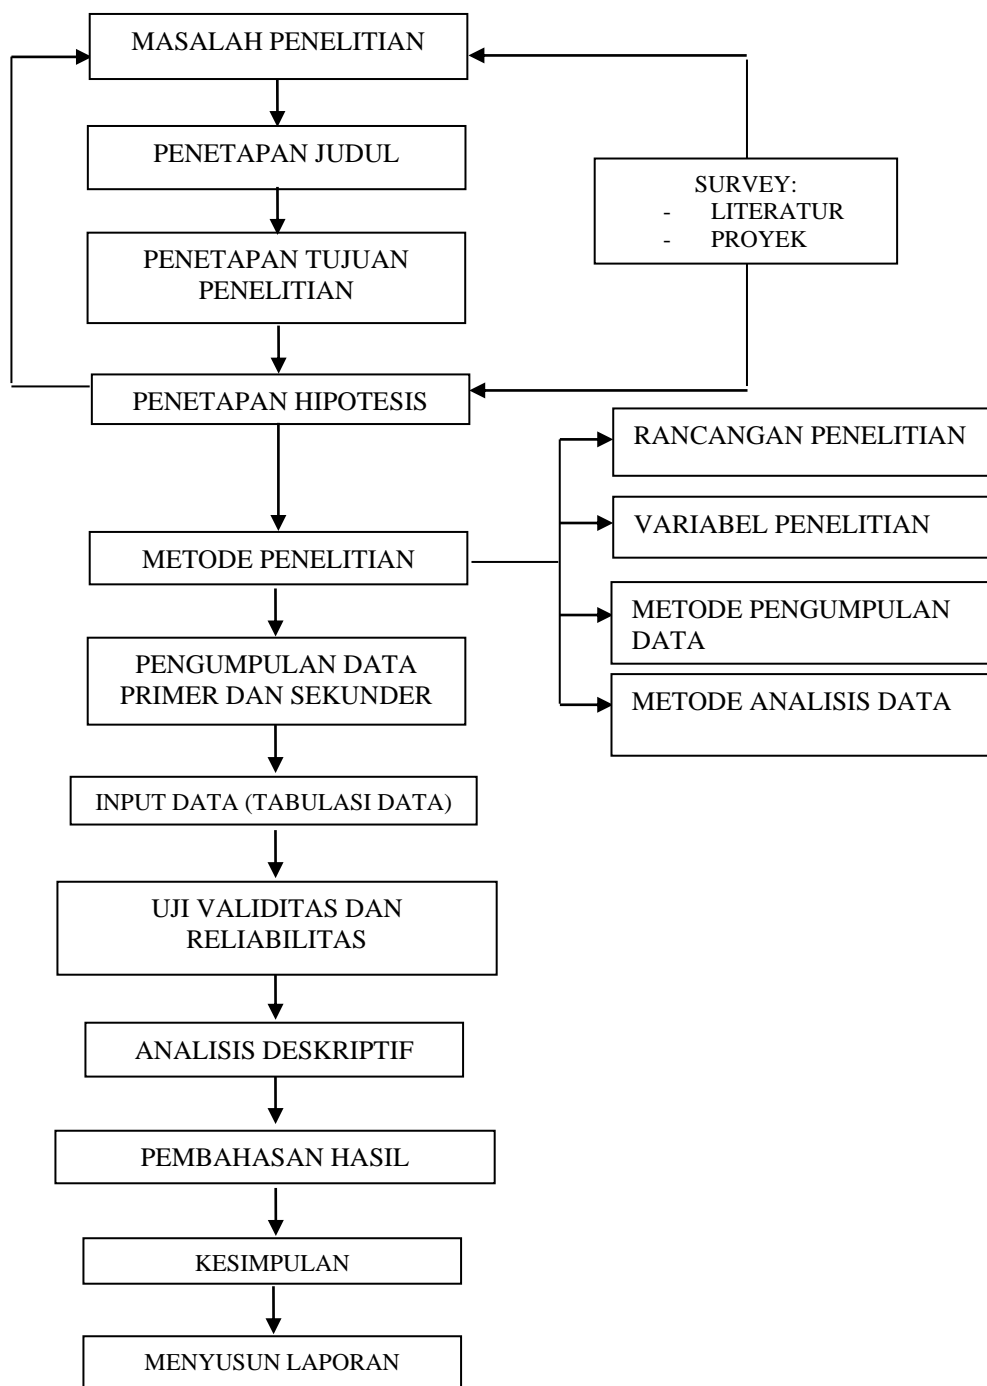 MASALAH PENELITIAN
PENETAPAN JUDUL
SURVEY:
- LITERATUR
- PROYEK
PENETAPAN TUJUAN
PENELITIAN
PENETAPAN HIPOTESIS
RANCANGAN PENELITIAN
VARIABEL PENELITIAN
METODE PENELITIAN
METODE PENGUMPULAN
DATA
PENGUMPULAN DATA
PRIMER DAN SEKUNDER
METODE ANALISIS DATA
INPUT DATA (TABULASI DATA)
UJI VALIDITAS DAN
RELIABILITAS
ANALISIS DESKRIPTIF
PEMBAHASAN HASIL
KESIMPULAN
MENYUSUN LAPORAN